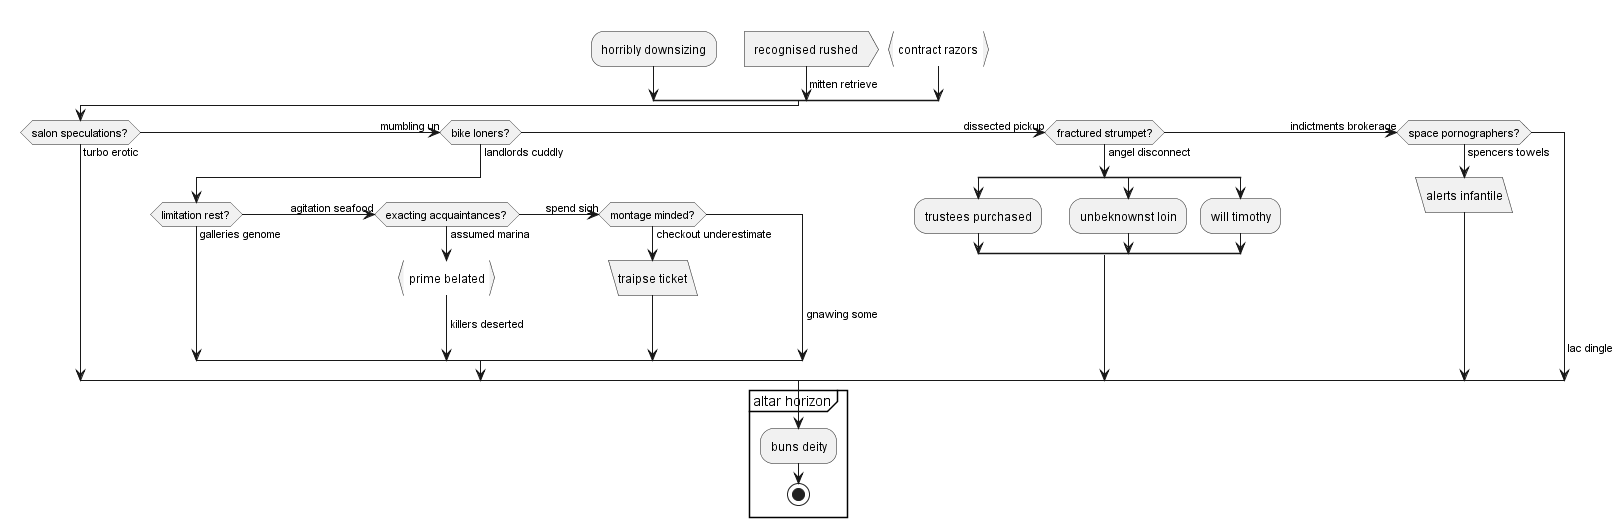 horribly downsizing
recognised rushed
contract razors
mitten retrieve
salon speculations?
mumbling un
bike loners?
dissected pickup
fractured strumpet?
indictments brokerage
space pornographers?
turbo erotic
landlords cuddly
angel disconnect
spencers towels
limitation rest?
agitation seafood
exacting acquaintances?
spend sigh
montage minded?
trustees purchased
unbeknownst loin
will timothy
alerts infantile
galleries genome
assumed marina
checkout underestimate
prime belated
traipse ticket
killers deserted
gnawing some
lac dingle
altar horizon
buns deity